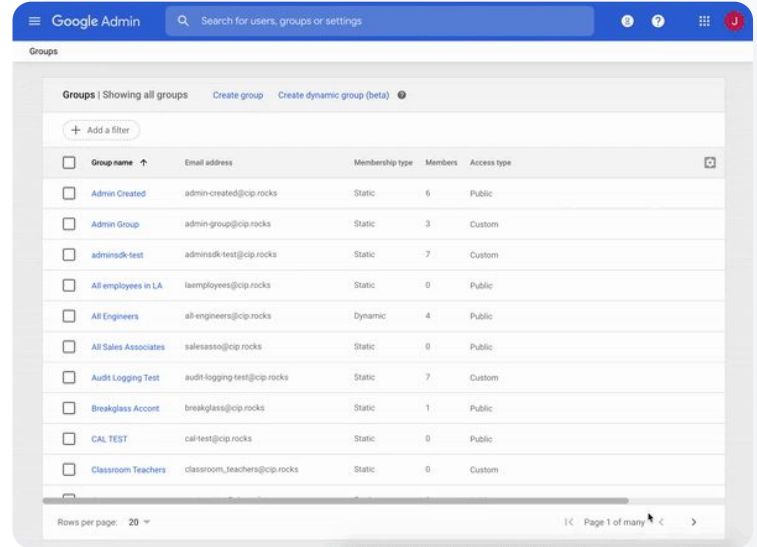 Google Admin
Search for users, groups or settings
J
Groups
Groups | Showing all groups Create group Create dynamic group (beta)
+ Add a filter
Group name Email address Membership type Members Access type
Admin Created admin-created@cip.rocks Static 6 Public
Admin Group admin-group@cip.rocks Static 3 Custom
adminsdk-test adminsdk-test@cip.rocks Static 7 Custom
All employees in LA laemployees@cip.rocks Static 0 Public
All Engineers all-engineers@cip.rocks Dynamic 4 Public
All Sales Associates salesasso@cip.rocks Static 0 Public
Audit Logging Test audit-logging-test@cip.rocks Static 7 Custom
Breakglass Accont breakglass@cip.rocks Static 1 Public
CAL TEST cal-test@cip.rocks Static 0 Public
Classroom Teachers classroom_teachers@cip.rocks Static 0 Custom
Rows per page: 20 Page 1 of many